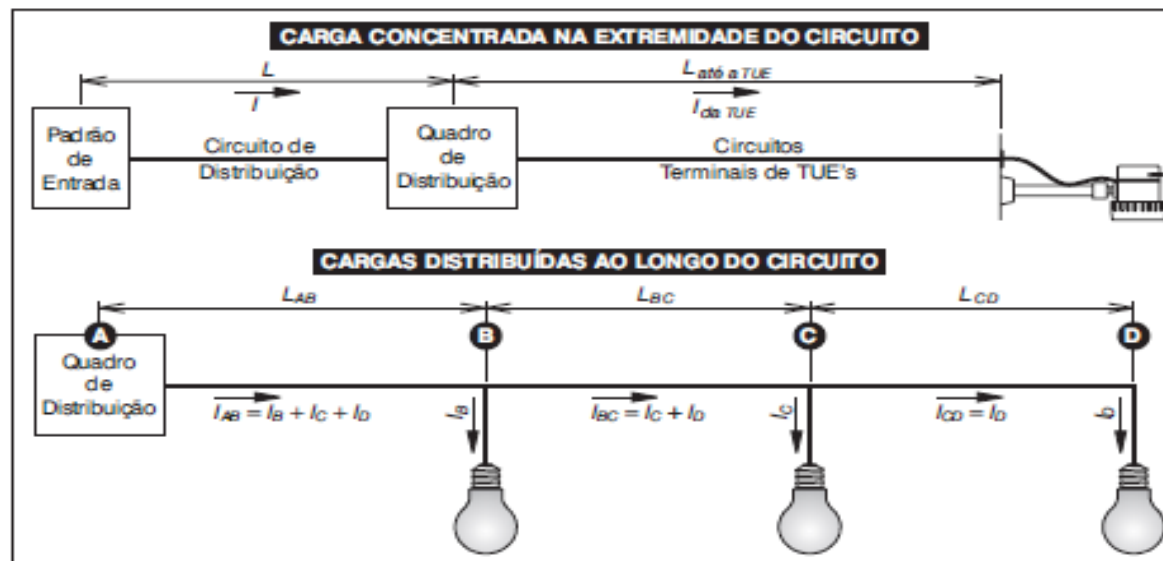 CARGA CONCENTRADA NA EXTREMIDADE DO CIRCUITO
L
L até a TUE
I
I da TUE
Padrão
de
Entrada
Circuito de
Distribuição
Quadro
de
Distribuição
Circuitos
Terminais de TUE's
CARGAS DISTRIBUÍDAS AO LONGO DO CIRCUITO
L AB
L BC
L CD
A
B
C
D
Quadro
de
Distribuição
I AB = I B + I C + I D
I B
I BC = I C + I D
I C
I CD = I D
I D